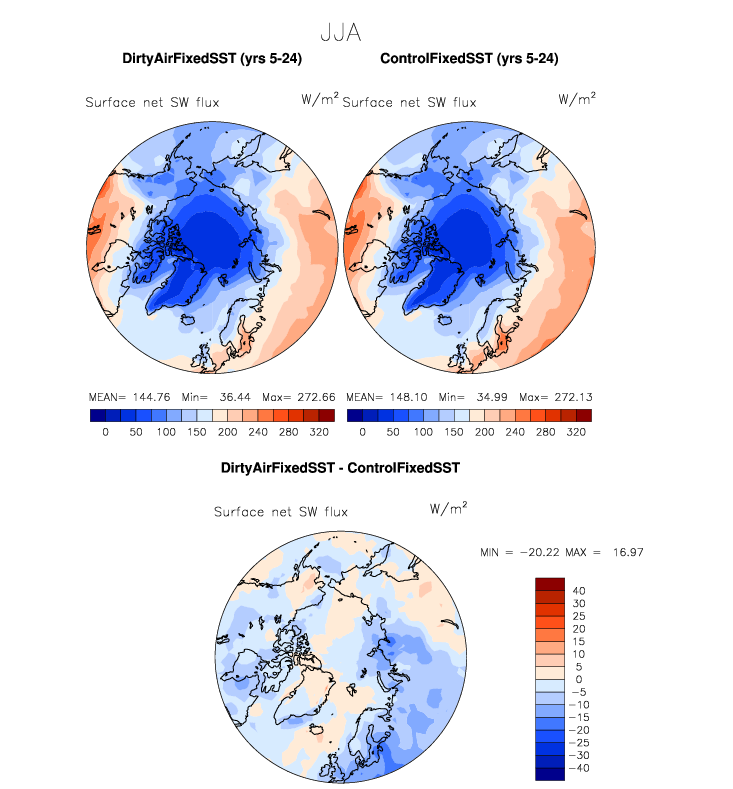 JJA
DirtyAirFixedSST (yrs 5-24) ControlFixedSST (yrs 5-24)
Surface net SW flux W/m² Surface net SW flux W/m²
MEAN= 144.76 Min= 36.44 Max= 272.66 MEAN= 148.10 Min= 34.99 Max= 272.13
0 50 100 150 200 240 280 320 0 50 100 150 200 240 280 320
DirtyAirFixedSST - ControlFixedSST
Surface net SW flux W/m²
MIN = −20.22 MAX = 16.97
40
30
25
20
15
10
5
0
−5
−10
−15
−20
−25
−30
−40